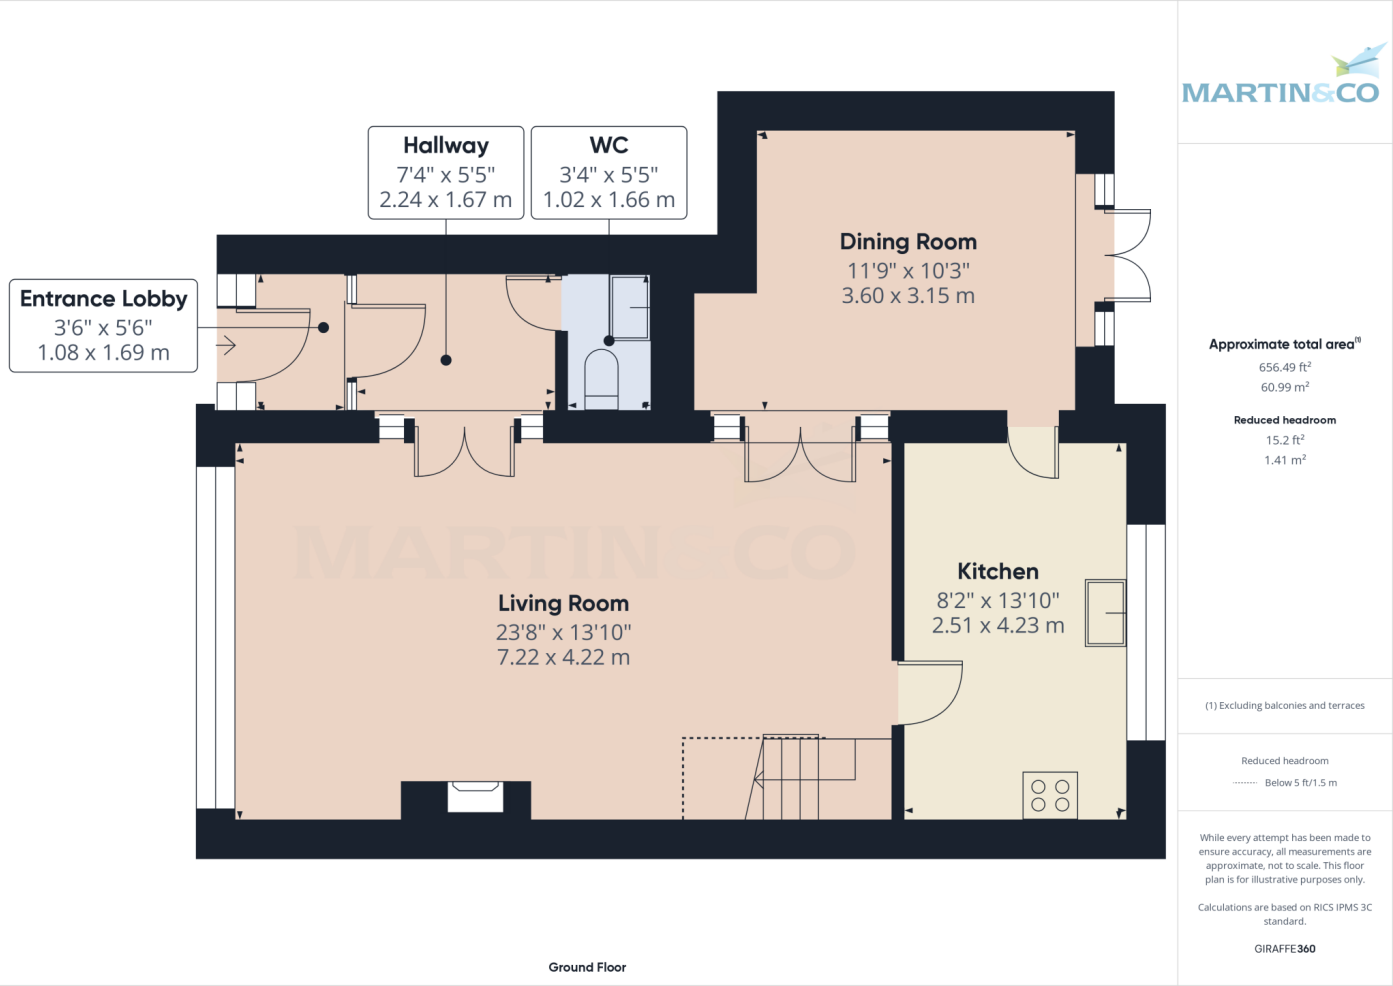 Hallway
7'4" x 5'5"
2.24 x 1.67 m
WC
3'4" x 5'5"
1.02 x 1.66 m
Entrance Lobby
3'6" x 5'6"
1.08 x 1.69 m
Dining Room
11'9" x 10'3"
3.60 x 3.15 m
MARTIN&CO
Living Room
23'8" x 13'10"
7.22 x 4.22 m
Kitchen
8'2" x 13'10"
2.51 x 4.23 m
Ground Floor
MARTIN&CO
Approximate total area(1)
656.49 ft²
60.99 m²
Reduced headroom
15.2 ft²
1.41 m²
(1) Excluding balconies and terraces
Reduced headroom
Below 5 ft/1.5 m
While every attempt has been made to
ensure accuracy, all measurements are
approximate, not to scale. This floor
plan is for illustrative purposes only.
Calculations are based on RICS IPMS 3C
standard.
GIRAFFE360